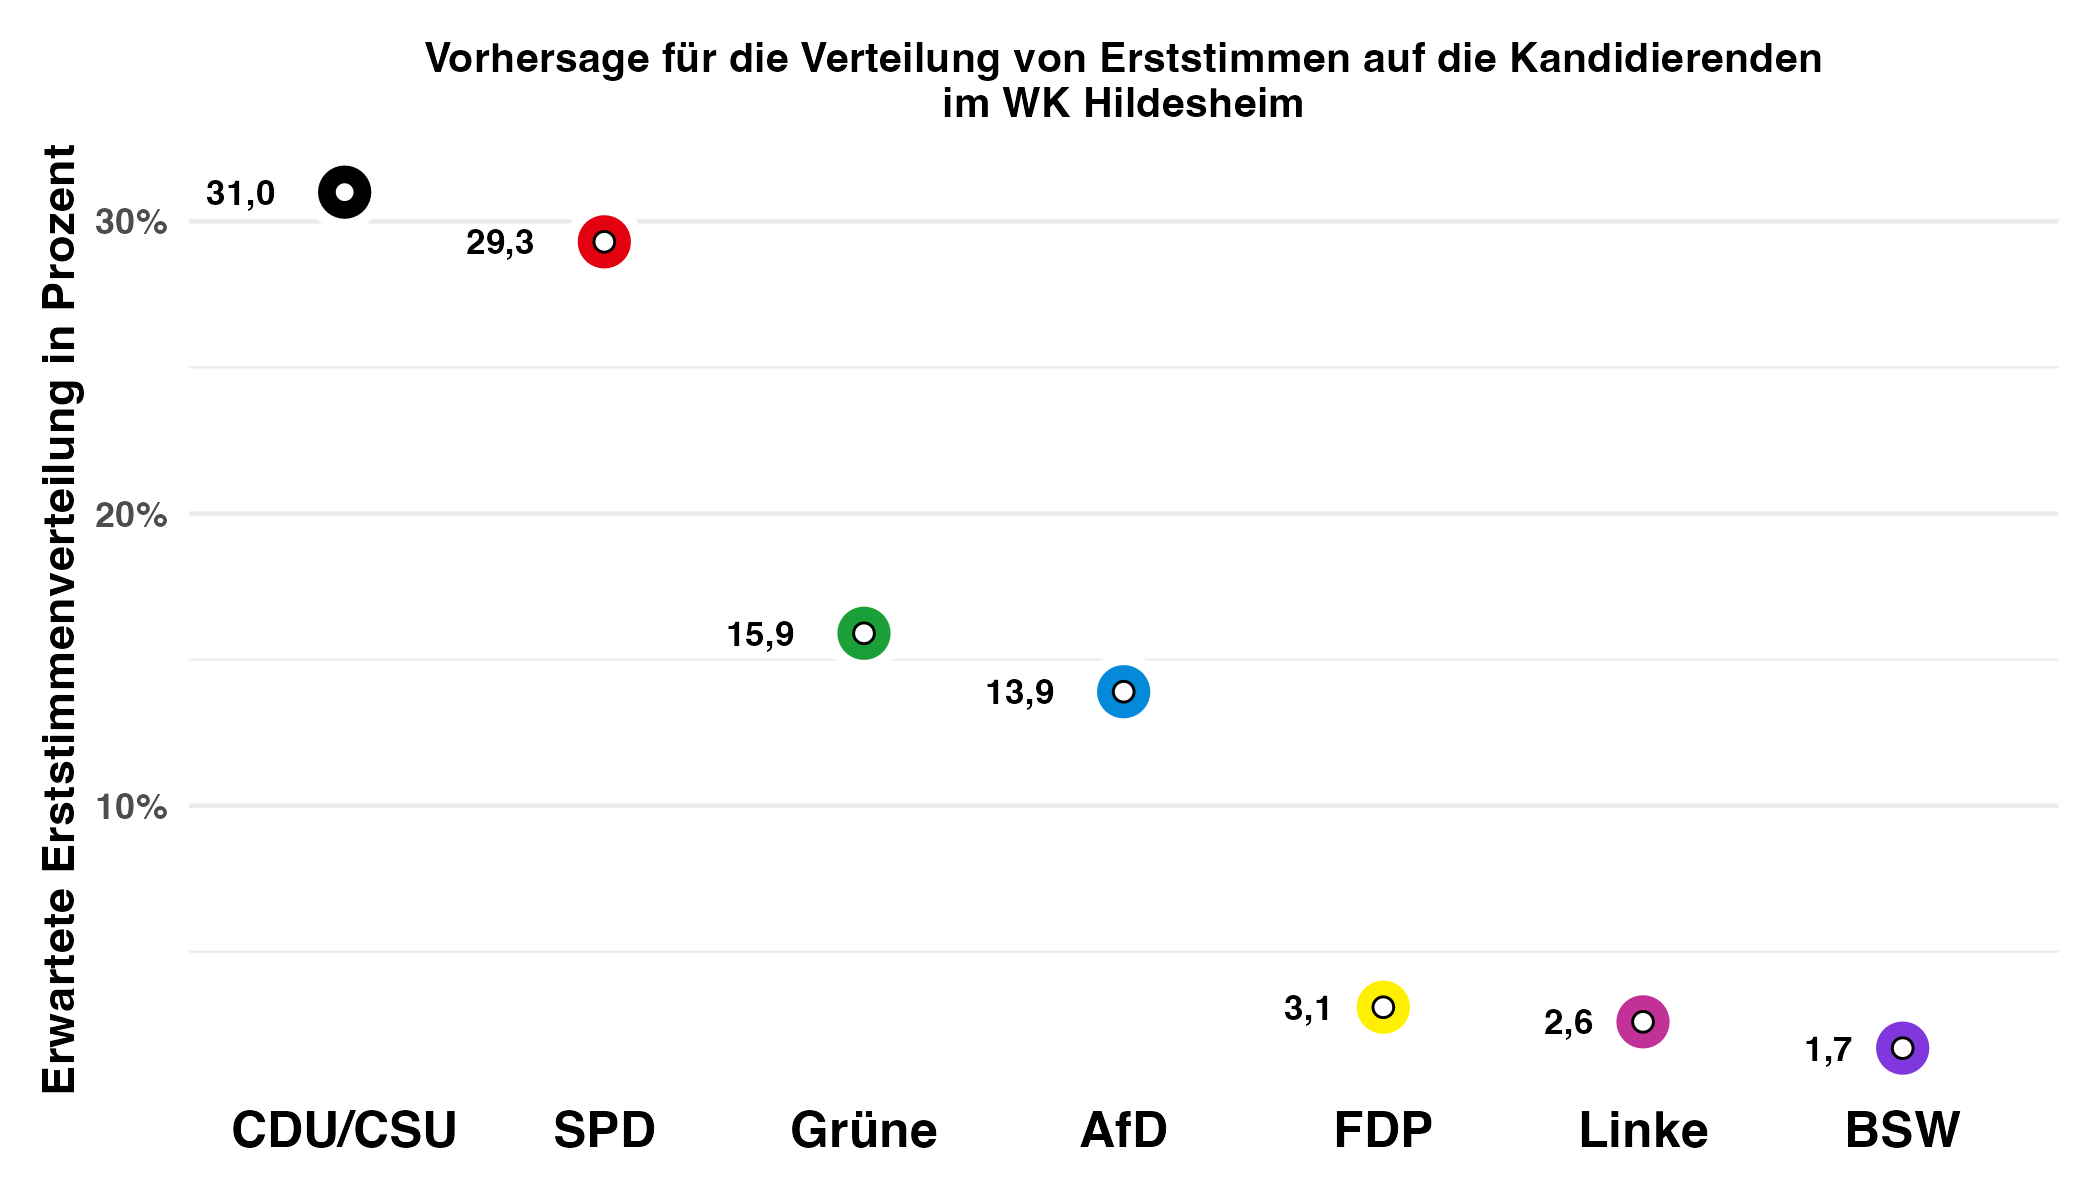 Vorhersage für die Verteilung von Erststimmen auf die Kandidierenden
im WK Hildesheim
Erwartete Erststimmenverteilung in Prozent
30%
20%
10%
31,0
29,3
15,9
13,9
3,1
2,6
1,7
CDU/CSU
SPD
Grüne
AfD
FDP
Linke
BSW